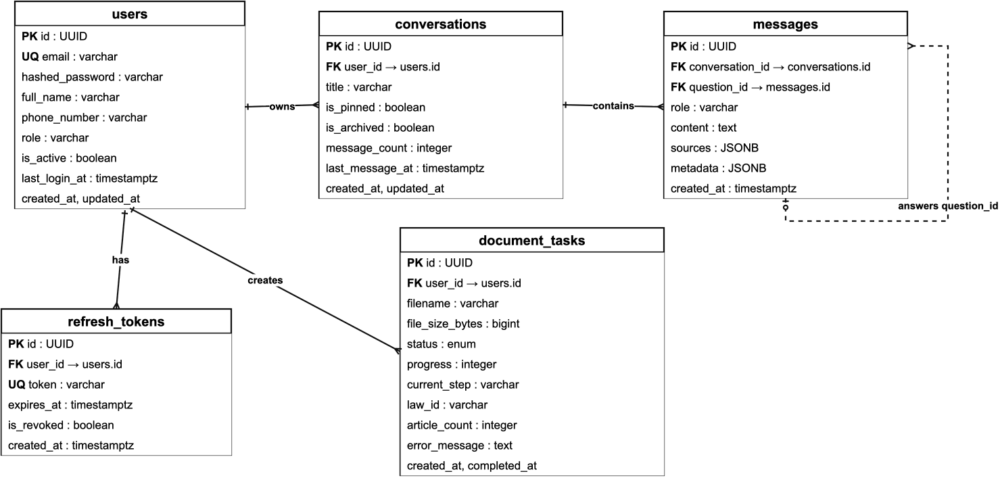 users
PK id : UUID
UQ email : varchar
hashed_password : varchar
full_name : varchar
phone_number : varchar
role : varchar
is_active : boolean
last_login_at : timestamptz
created_at, updated_at
owns
conversations
PK id : UUID
FK user_id → users.id
title : varchar
is_pinned : boolean
is_archived : boolean
message_count : integer
last_message_at : timestamptz
created_at, updated_at
contains
messages
PK id : UUID
FK conversation_id → conversations.id
FK question_id → messages.id
role : varchar
content : text
sources : JSONB
metadata : JSONB
created_at : timestamptz
answers question_id
has
creates
refresh_tokens
PK id : UUID
FK user_id → users.id
UQ token : varchar
expires_at : timestamptz
is_revoked : boolean
created_at : timestamptz
document_tasks
PK id : UUID
FK user_id → users.id
filename : varchar
file_size_bytes : bigint
status : enum
progress : integer
current_step : varchar
law_id : varchar
article_count : integer
error_message : text
created_at, completed_at